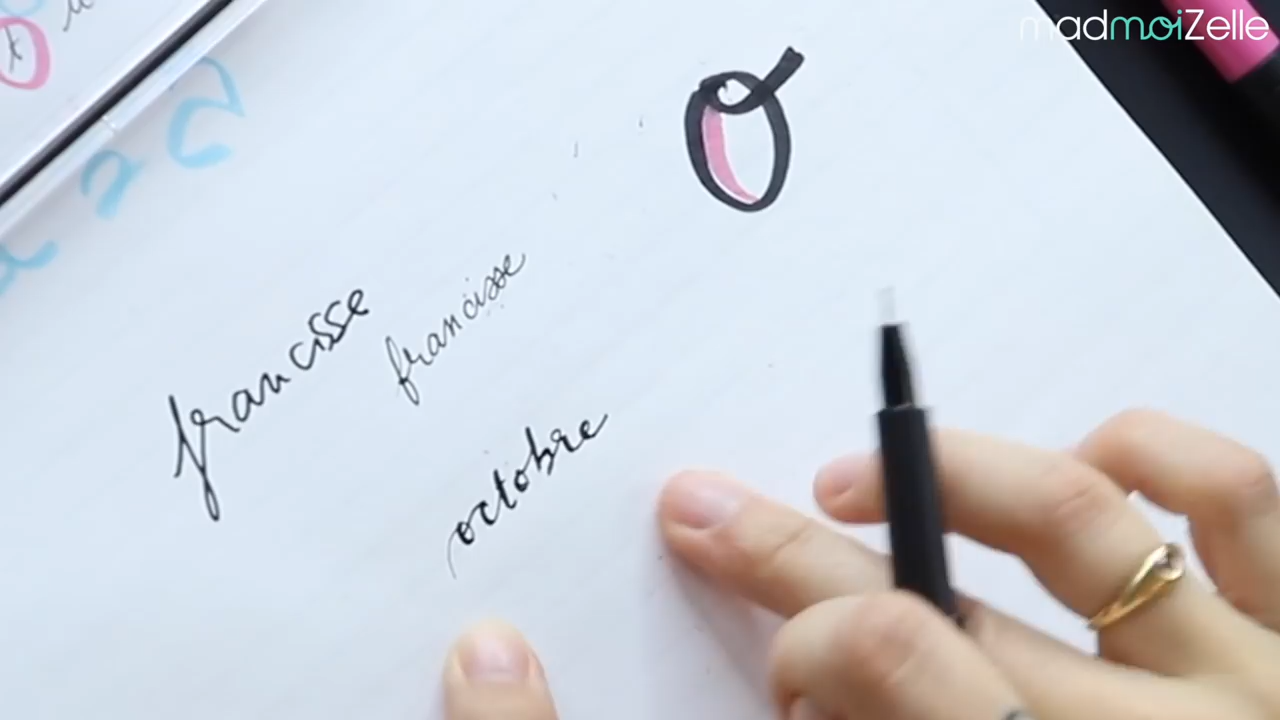 madmoiZelle
O
francisse
francisse
octobre